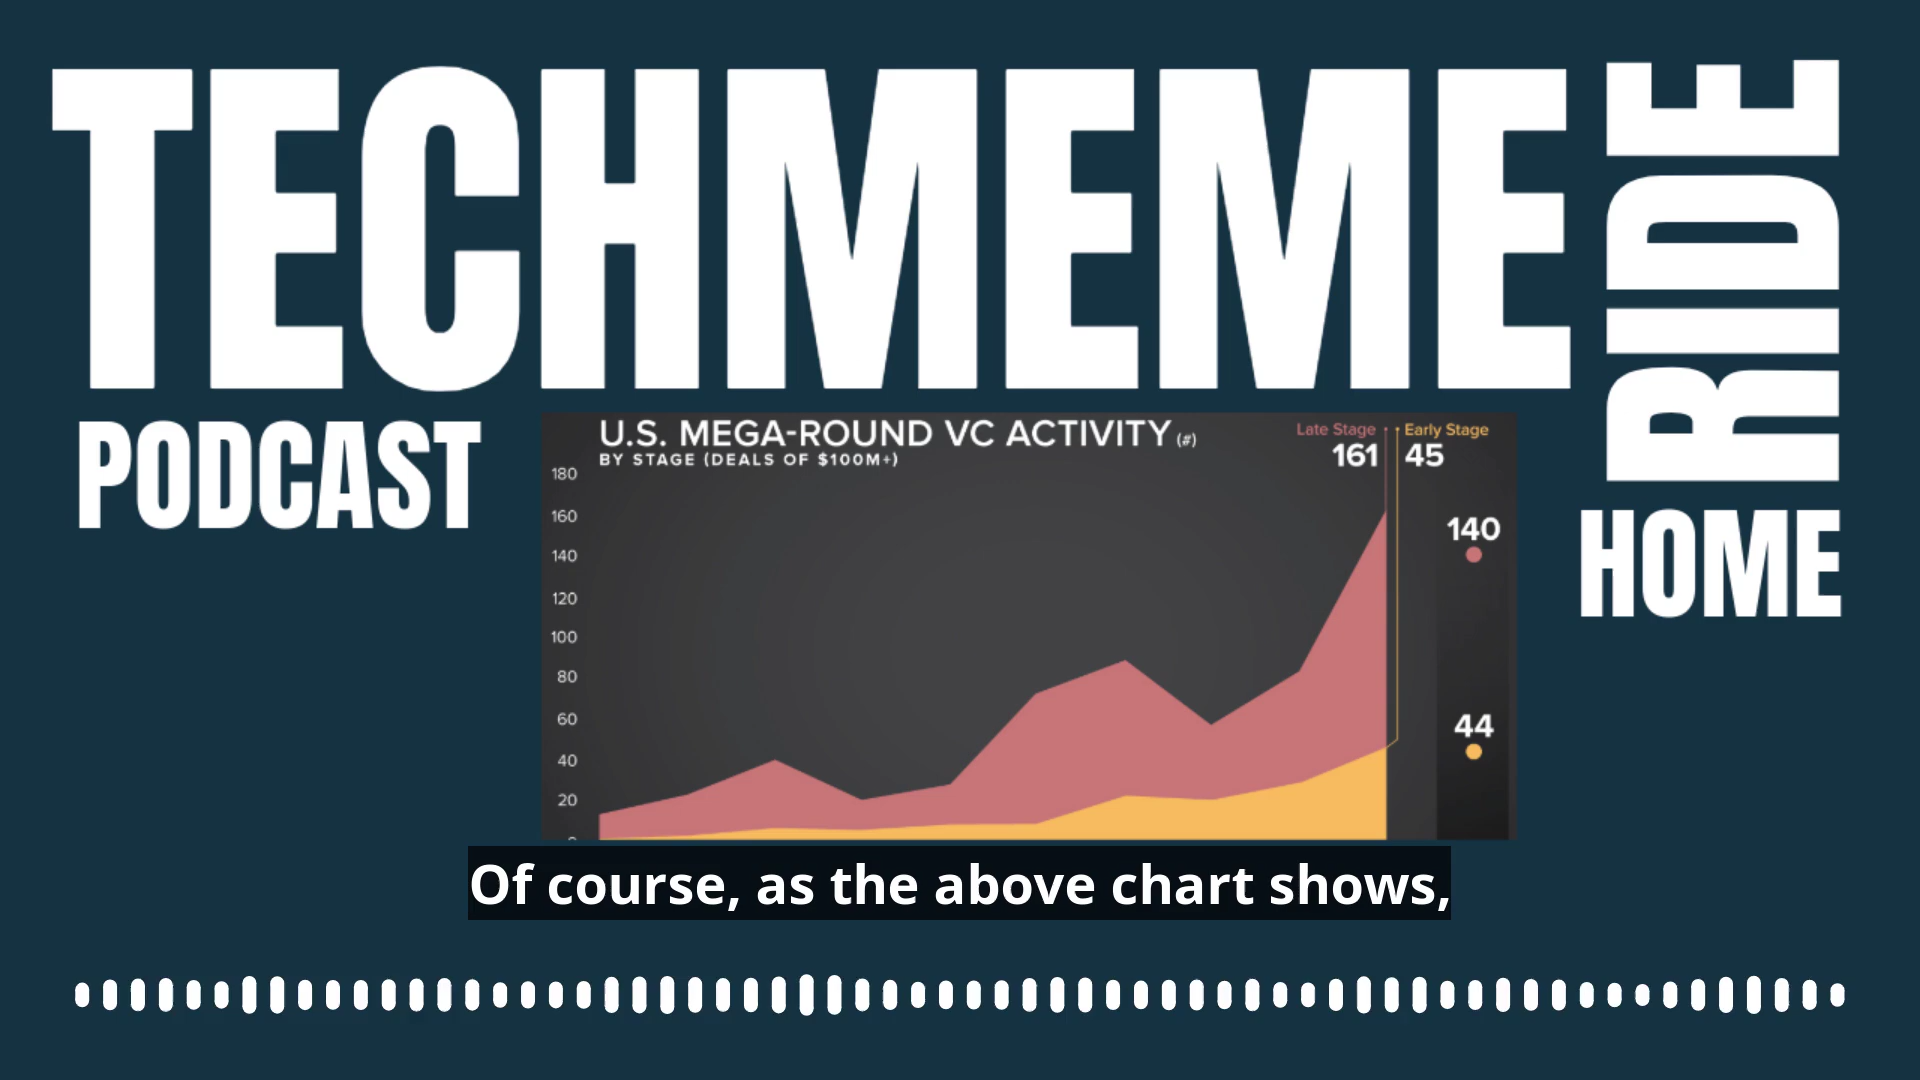 TECHMEME
RIDE
HOME
PODCAST
U.S. MEGA-ROUND VC ACTIVITY (#)
BY STAGE (DEALS OF $100M+)
Late Stage
161
Early Stage
45
180
160
140
120
100
80
60
40
20
140
44
Of course, as the above chart shows,